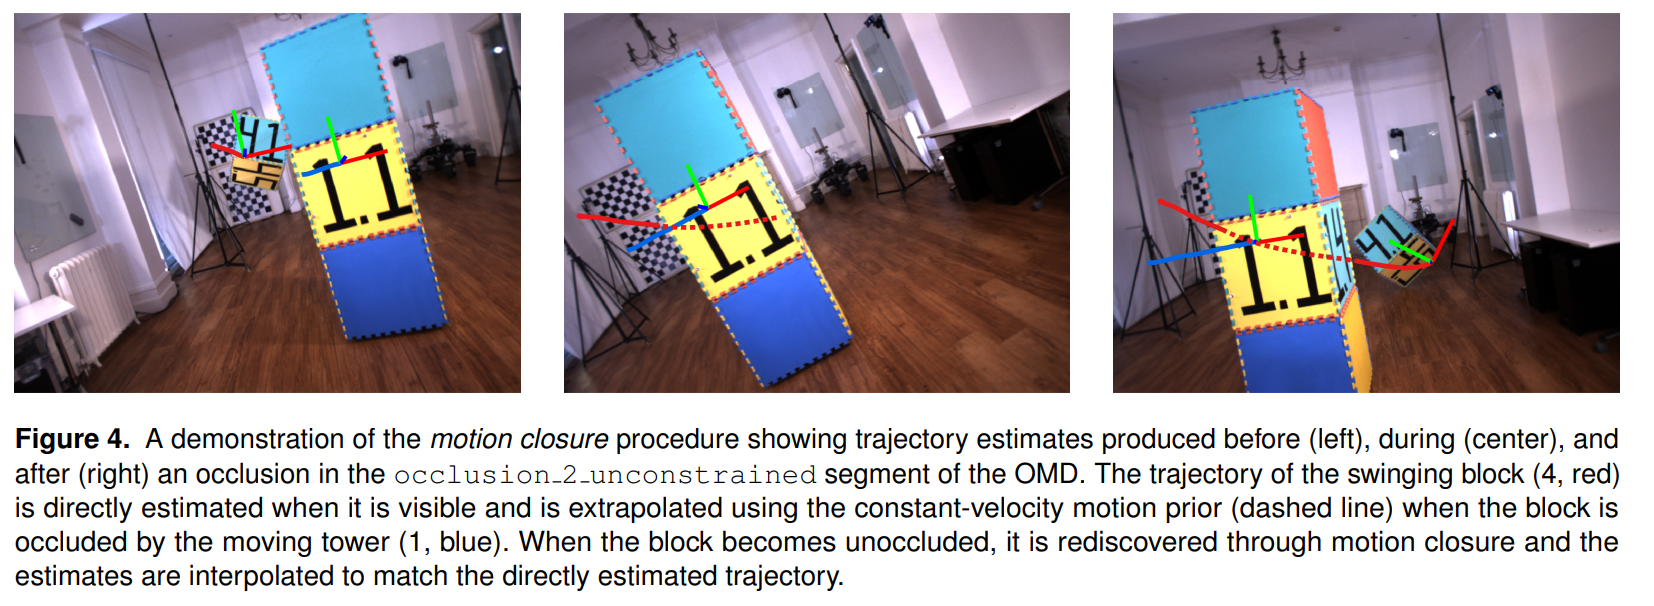 41
1.1
1.1
1.1
4.1
Figure 4. A demonstration of the motion closure procedure showing trajectory estimates produced before (left), during (center), and
after (right) an occlusion in the occlusion_2_unconstrained segment of the OMD. The trajectory of the swinging block (4, red)
is directly estimated when it is visible and is extrapolated using the constant-velocity motion prior (dashed line) when the block is
occluded by the moving tower (1, blue). When the block becomes unoccluded, it is rediscovered through motion closure and the
estimates are interpolated to match the directly estimated trajectory.